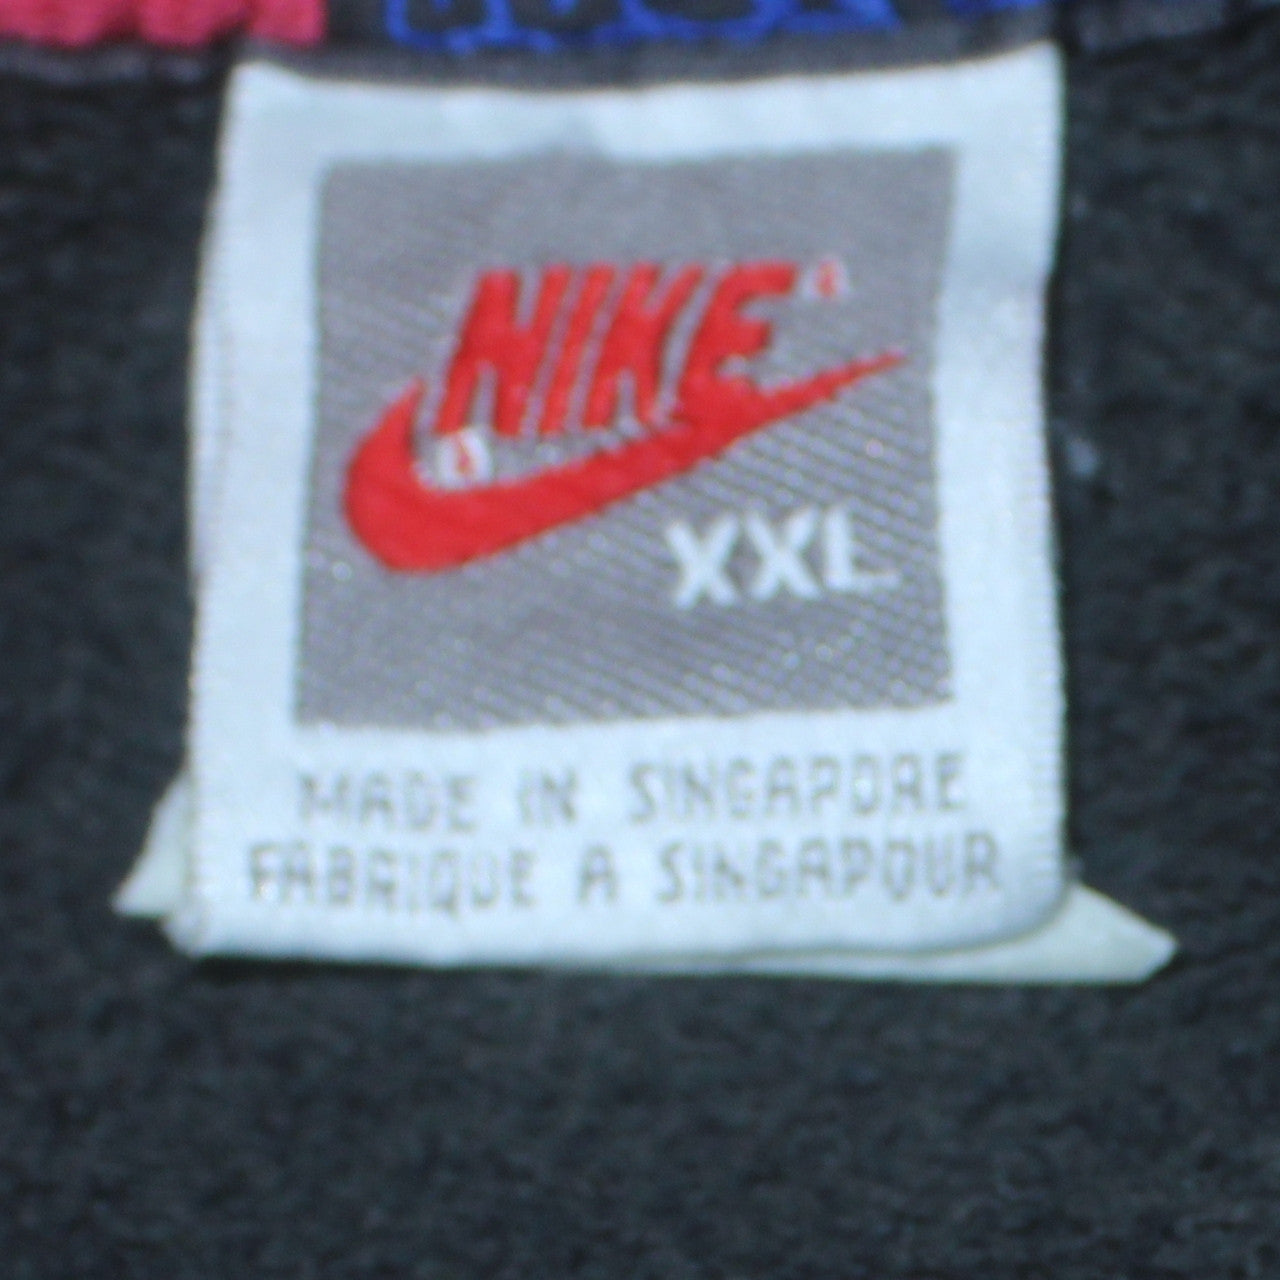 NIKE
XXL
MADE IN SINGAPORE
FABRIQUE A SINGAPOUR